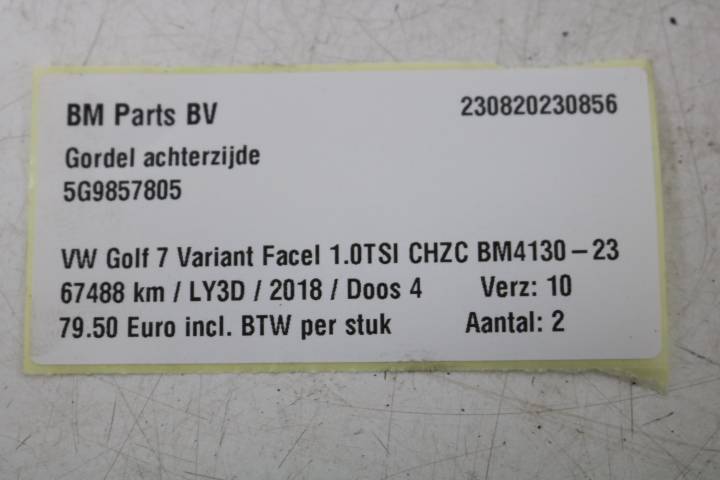 BM Parts BV 230820230856
Gordel achterzijde
5G9857805
VW Golf 7 Variant Facel 1.0TSI CHZC BM4130-23
67488 km / LY3D / 2018 / Doos 4 Verz: 10
79.50 Euro incl. BTW per stuk Aantal: 2